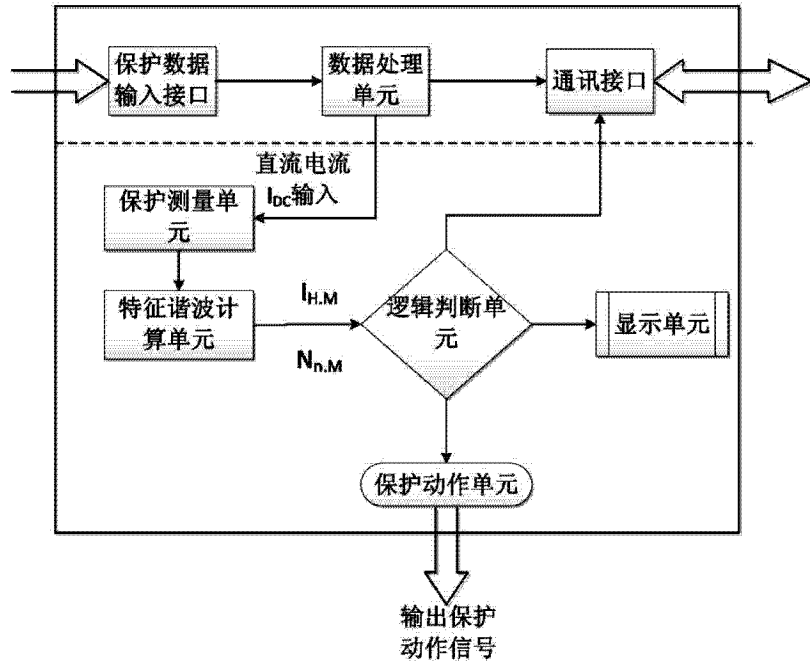 保护数据
输入接口
数据处理
单元
通讯接口
直流电流
IDC输入
保护测量单
元
特征谐波计
算单元
IH.M
Nn.M
逻辑判断单
元
显示单元
保护动作单元
输出保护
动作信号